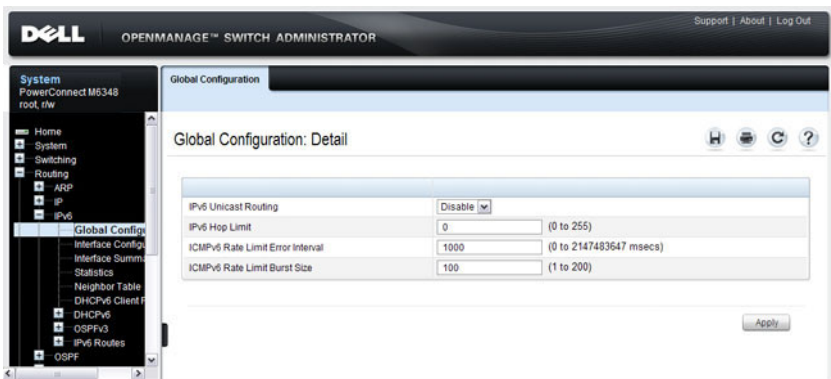 Support | About | Log Out
DELL OPENMANAGE™ SWITCH ADMINISTRATOR
System
PowerConnect M6348
root, r/w
Home
System
Switching
Routing
ARP
IP
IPv6
Global Configu
Interface Configu
Interface Summa
Statistics
Neighbor Table
DHCPv6 Client
DHCPv6
OSPFv3
IPv6 Routes
OSPF
Global Configuration
Global Configuration: Detail
IPv6 Unicast Routing Disable
IPv6 Hop Limit 0 (0 to 255)
ICMPv6 Rate Limit Error Interval 1000 (0 to 2147483647 msecs)
ICMPv6 Rate Limit Burst Size 100 (1 to 200)
Apply